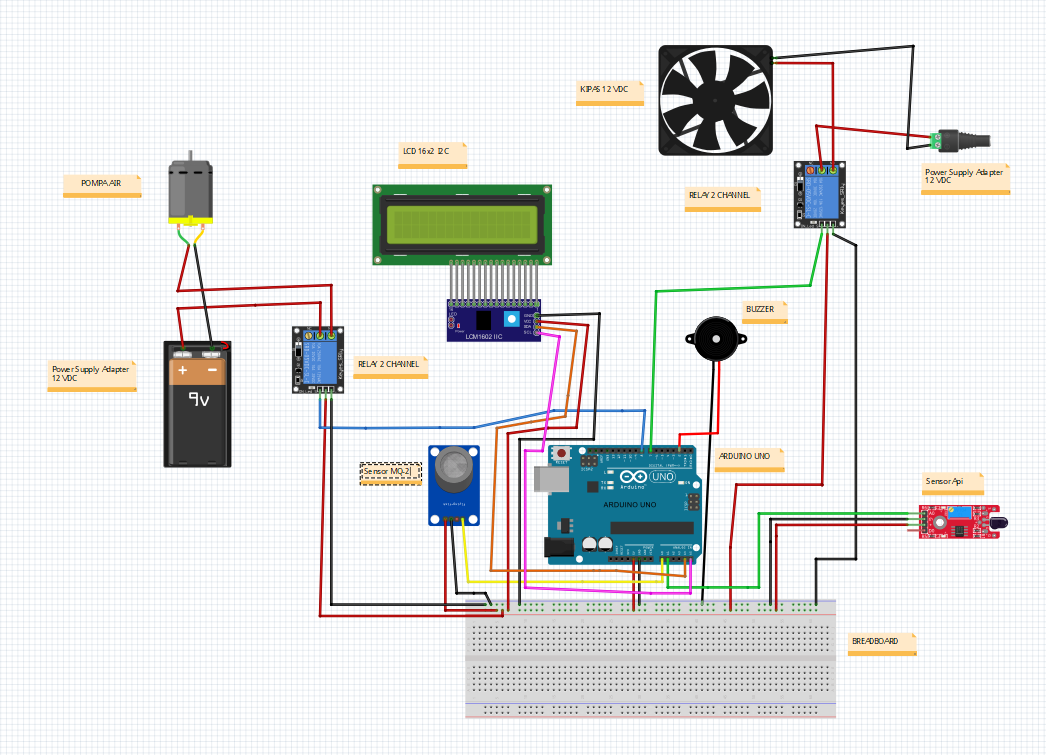 KIPAS 12 VDC
LCD 16x2 I2C
POMPA AIR
Power Supply Adapter
12 VDC
RELAY 2 CHANNEL
BUZZER
LCM1602 IIC
RELAY 2 CHANNEL
Power Supply Adapter
12 VDC
+ -
9v
ARDUINO UNO
Sensor MQ-2
RESET
UNO
Arduino
ARDUINO UNO
Sensor Api
BREADBOARD